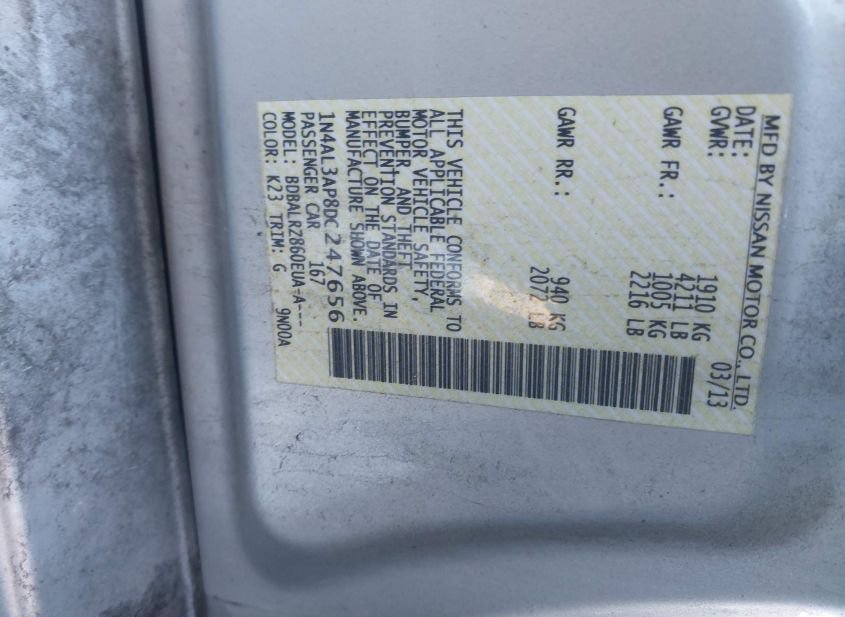 MFD BY NISSAN MOTOR CO., LTD.
DATE: 03/13
GVWR: 1910 KG
4211 LB
GAWR FR.: 1005 KG
2216 LB
GAWR RR.: 940 KG
2072 LB
THIS VEHICLE CONFORMS TO
ALL APPLICABLE FEDERAL
MOTOR VEHICLE SAFETY,
BUMPER, AND THEFT
PREVENTION STANDARDS IN
EFFECT ON THE DATE OF
MANUFACTURE SHOWN ABOVE.
1N4AL3AP8DC247656
PASSENGER CAR 167
MODEL: BDBALRZ860EUA-A---
COLOR: K23 TRIM: G 9N00A